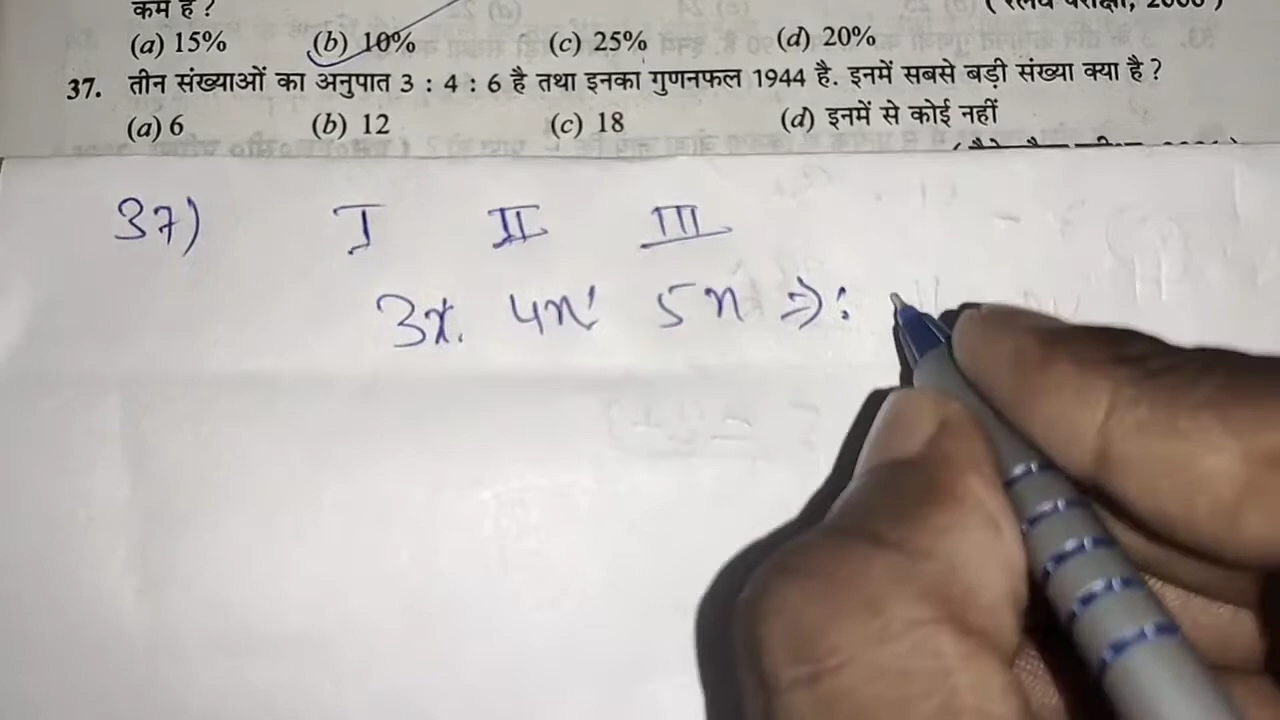 कम है ?
(a) 15% (b) 10% (c) 25% (d) 20%
37. तीन संख्याओं का अनुपात 3 : 4 : 6 है तथा इनका गुणनफल 1944 है. इनमें सबसे बड़ी संख्या क्या है ?
(a) 6 (b) 12 (c) 18 (d) इनमें से कोई नहीं
37) I II III
3x. 4x 5x ⇒: